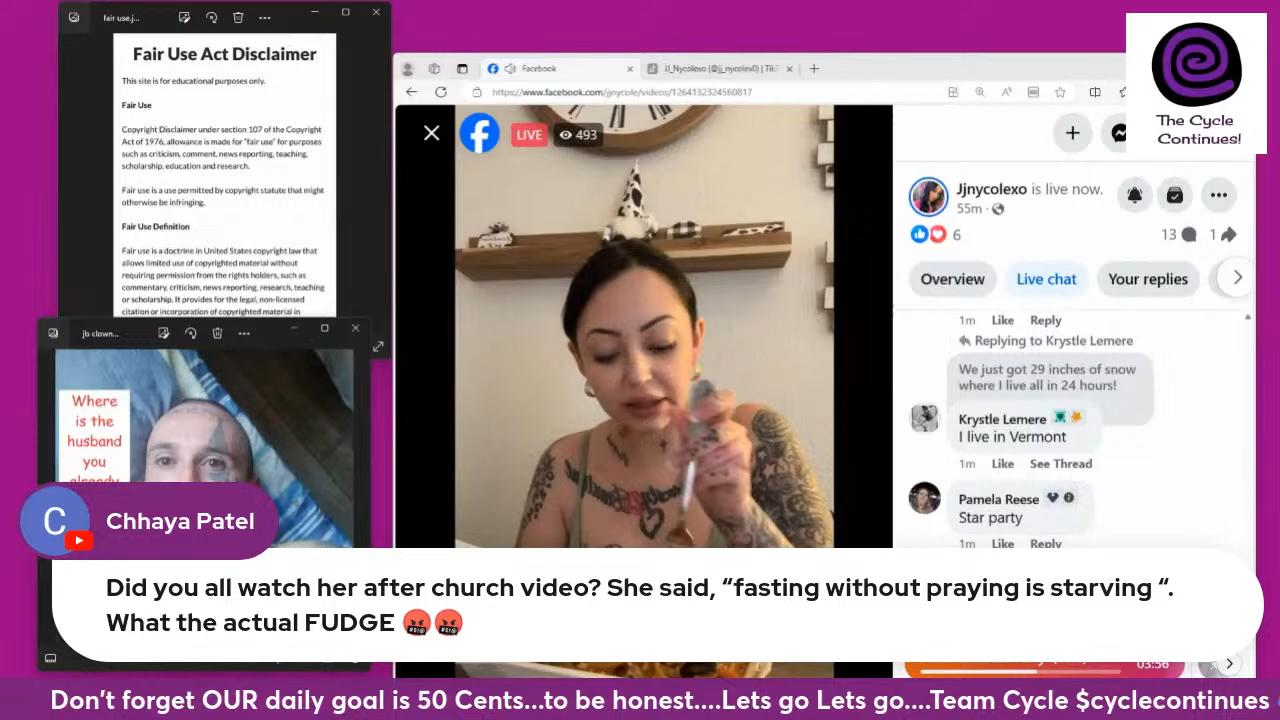 fair use.j...
Fair Use Act Disclaimer
This site is for educational purposes only.
Fair Use
Copyright Disclaimer under section 107 of the Copyright
Act of 1976, allowance is made for "fair use" for purposes
such as criticism, comment, news reporting, teaching,
scholarship, education and research.
Fair use is a use permitted by copyright statute that might
otherwise be infringing.
Fair Use Definition
Fair use is a doctrine in United States copyright law that
allows limited use of copyrighted material without
requiring permission from the rights holders, such as
commentary, criticism, news reporting, research, teaching
or scholarship. It provides for the legal, non-licensed
citation or incorporation of copyrighted material in
jb clown...
Where
is the
husband
you
already
Facebook
https://www.facebook.com/jjnycole/videos/1264132324560817
LIVE
493
The Cycle
Continues!
Jjnycolexo is live now.
55m
6
13
1
Overview
Live chat
Your replies
1m Like Reply
Replying to Krystle Lemere
We just got 29 inches of snow
where I live all in 24 hours!
Krystle Lemere
I live in Vermont
1m Like See Thread
Pamela Reese
Star party
1m Like Reply
03:56
C
Chhaya Patel
Did you all watch her after church video? She said, “fasting without praying is starving “.
What the actual FUDGE
Don’t forget OUR daily goal is 50 Cents...to be honest....Lets go Lets go....Team Cycle $cyclecontinues